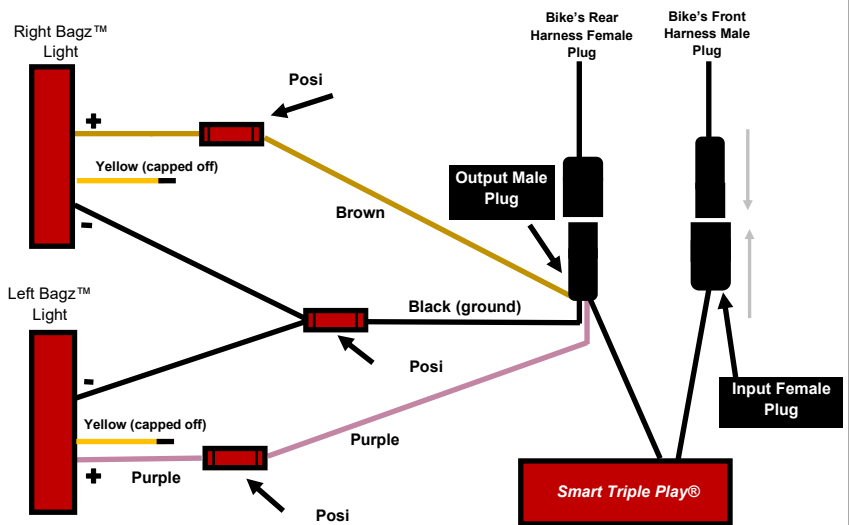 Right Bagz™
Light
+
Posi
Yellow (capped off)
-
Brown
Bike's Rear
Harness Female
Plug
Bike's Front
Harness Male
Plug
Output Male
Plug
Left Bagz™
Light
-
Black (ground)
Posi
Yellow (capped off)
+
Purple
Purple
Posi
Input Female
Plug
Smart Triple Play®